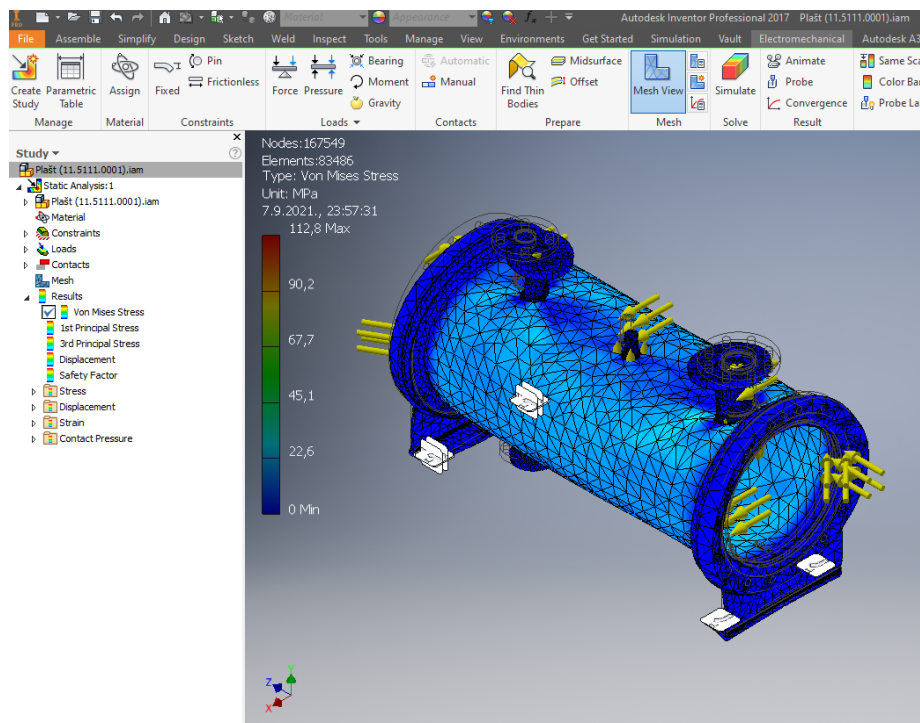 PRO
Material
Appearance
Autodesk Inventor Professional 2017 Plašt (11.5111.0001).iam
File Assemble Simplify Design Sketch Weld Inspect Tools Manage View Environments Get Started Simulation Vault Electromechanical Autodesk A3
Create Study
Parametric Table
Assign
Fixed
Pin
Frictionless
Force
Pressure
Bearing
Moment
Gravity
Automatic
Manual
Find Thin Bodies
Midsurface
Offset
Mesh View
Simulate
Animate
Probe
Convergence
Same Sca
Color Bar
Probe La
Manage Material Constraints Loads Contacts Prepare Mesh Solve Result
Study
Plašt (11.5111.0001).iam
Static Analysis:1
Plašt (11.5111.0001).iam
Material
Constraints
Loads
Contacts
Mesh
Results
Von Mises Stress
1st Principal Stress
3rd Principal Stress
Displacement
Safety Factor
Stress
Displacement
Strain
Contact Pressure
Nodes:167549
Elements:83486
Type: Von Mises Stress
Unit: MPa
7.9.2021., 23:57:31
112,8 Max
90,2
67,7
45,1
22,6
0 Min
Z
Y
X